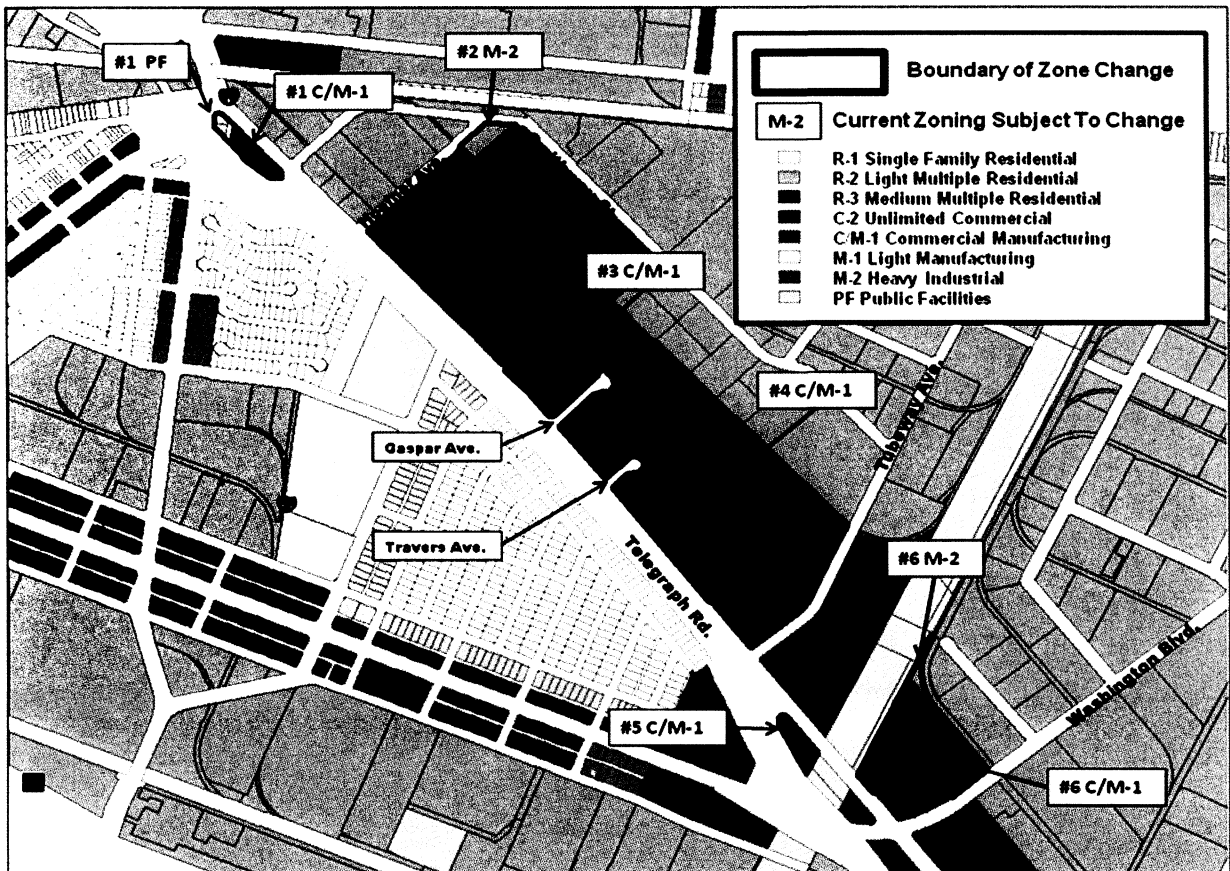 #1 PF
#2 M-2
#1 C/M-1
Boundary of Zone Change
M-2 Current Zoning Subject To Change
R-1 Single Family Residential
R-2 Light Multiple Residential
R-3 Medium Multiple Residential
C-2 Unlimited Commercial
C/M-1 Commercial Manufacturing
M-1 Light Manufacturing
M-2 Heavy Industrial
PF Public Facilities
#3 C/M-1
#4 C/M-1
Tubeway Ave.
Gaspar Ave.
Travers Ave.
Telegraph Rd.
#6 M-2
Washington Blvd.
#5 C/M-1
#6 C/M-1